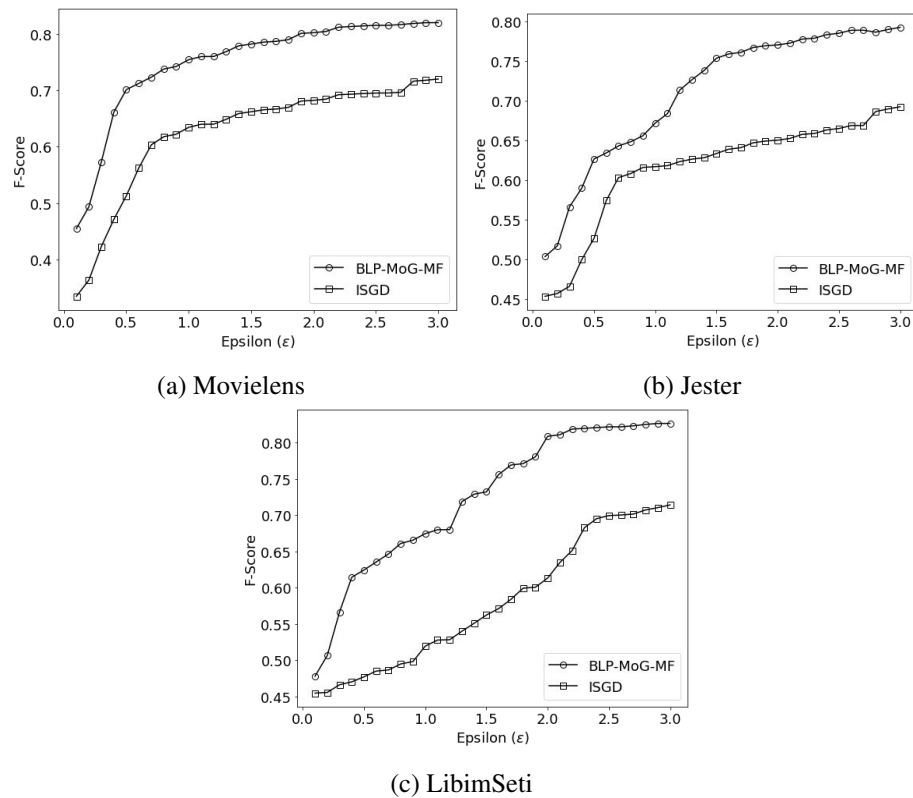 0.8
0.7
0.6
0.5
0.4
F-Score
BLP-MoG-MF
ISGD
0.0 0.5 1.0 1.5 2.0 2.5 3.0
Epsilon (ε)
(a) Movielens
0.80
0.75
0.70
0.65
0.60
0.55
0.50
0.45
F-Score
BLP-MoG-MF
ISGD
0.0 0.5 1.0 1.5 2.0 2.5 3.0
Epsilon (ε)
(b) Jester
0.80
0.75
0.70
0.65
0.60
0.55
0.50
0.45
F-Score
BLP-MoG-MF
ISGD
0.0 0.5 1.0 1.5 2.0 2.5 3.0
Epsilon (ε)
(c) LibimSeti